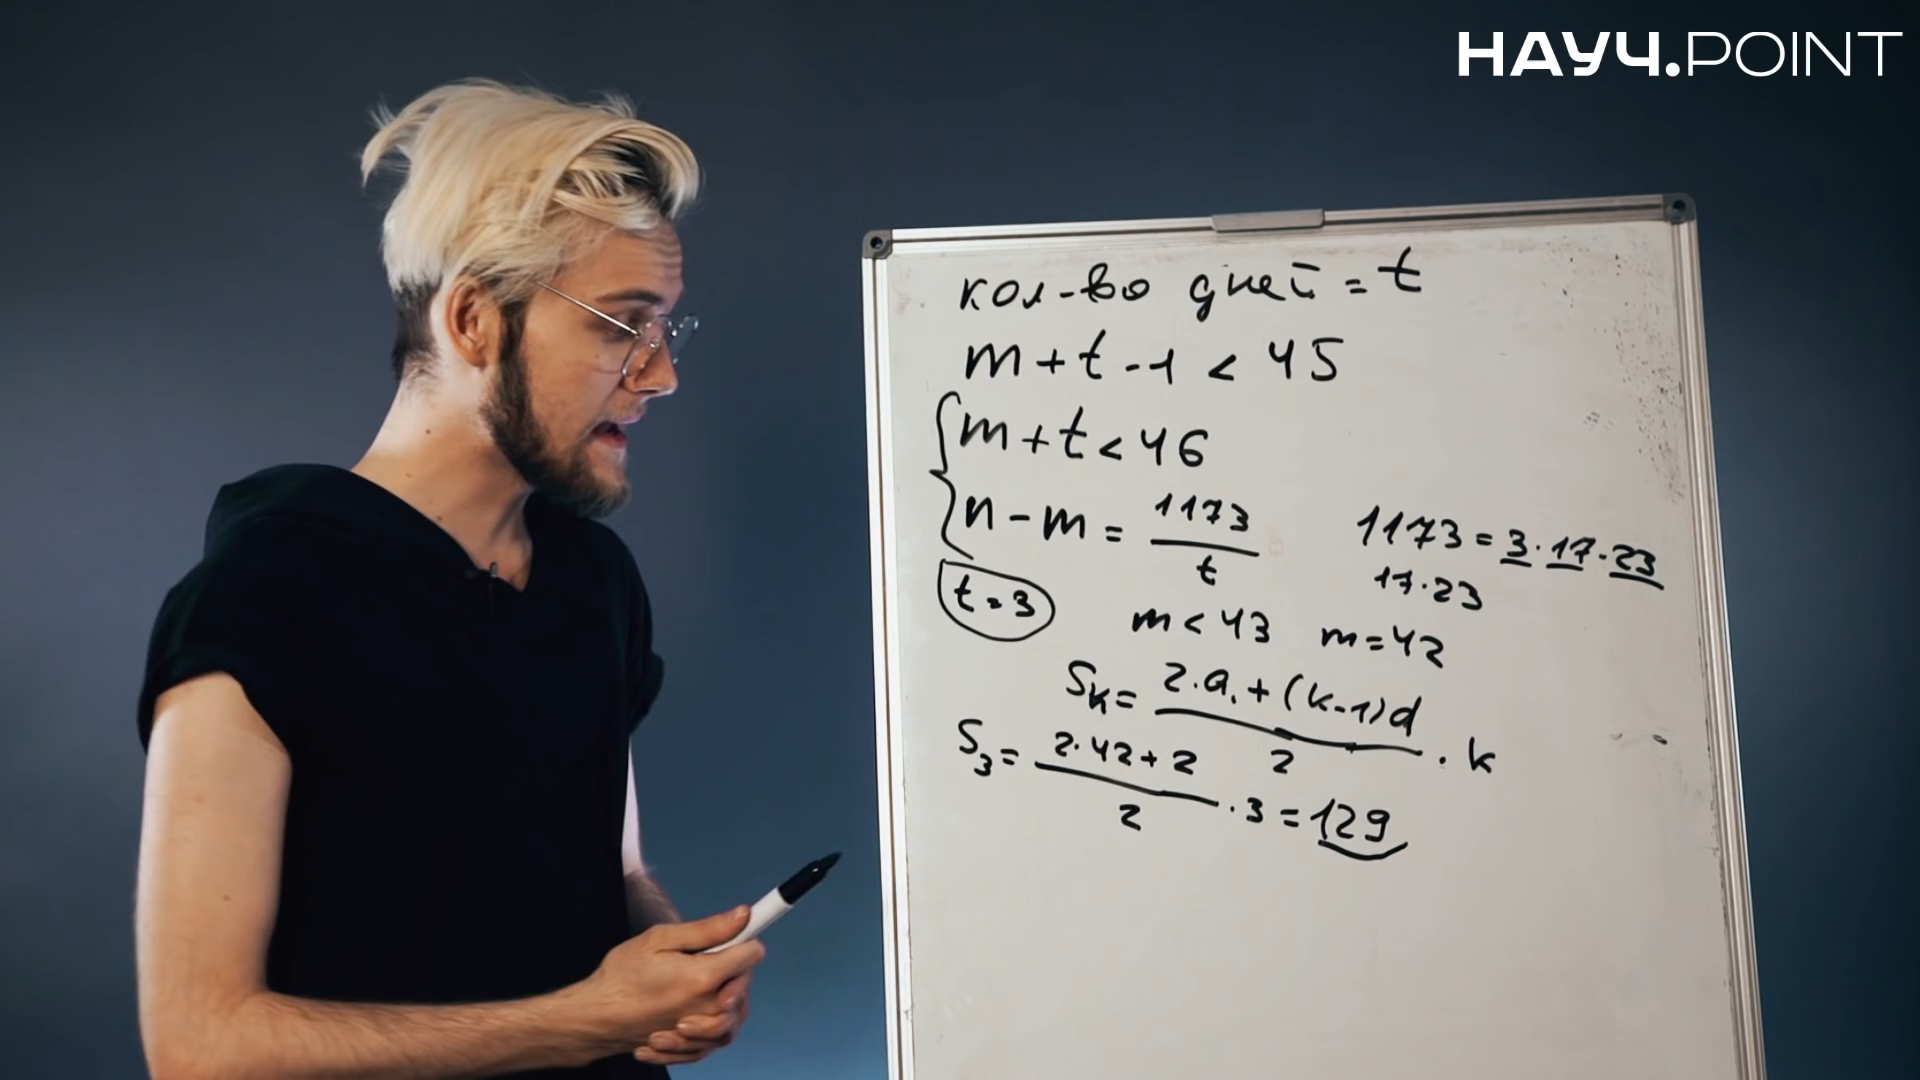 НАУЧ.POINT
кол-во дней = t
m + t - 1 < 45
m + t < 46
n - m = 1173/t
1173 = 3 · 17 · 23
17 · 23
t = 3
m < 43 m = 42
Sₖ = (2·a₁ + (k-1)d)/2 · k
S₃ = (2·42 + 2)/2 · 3 = 129